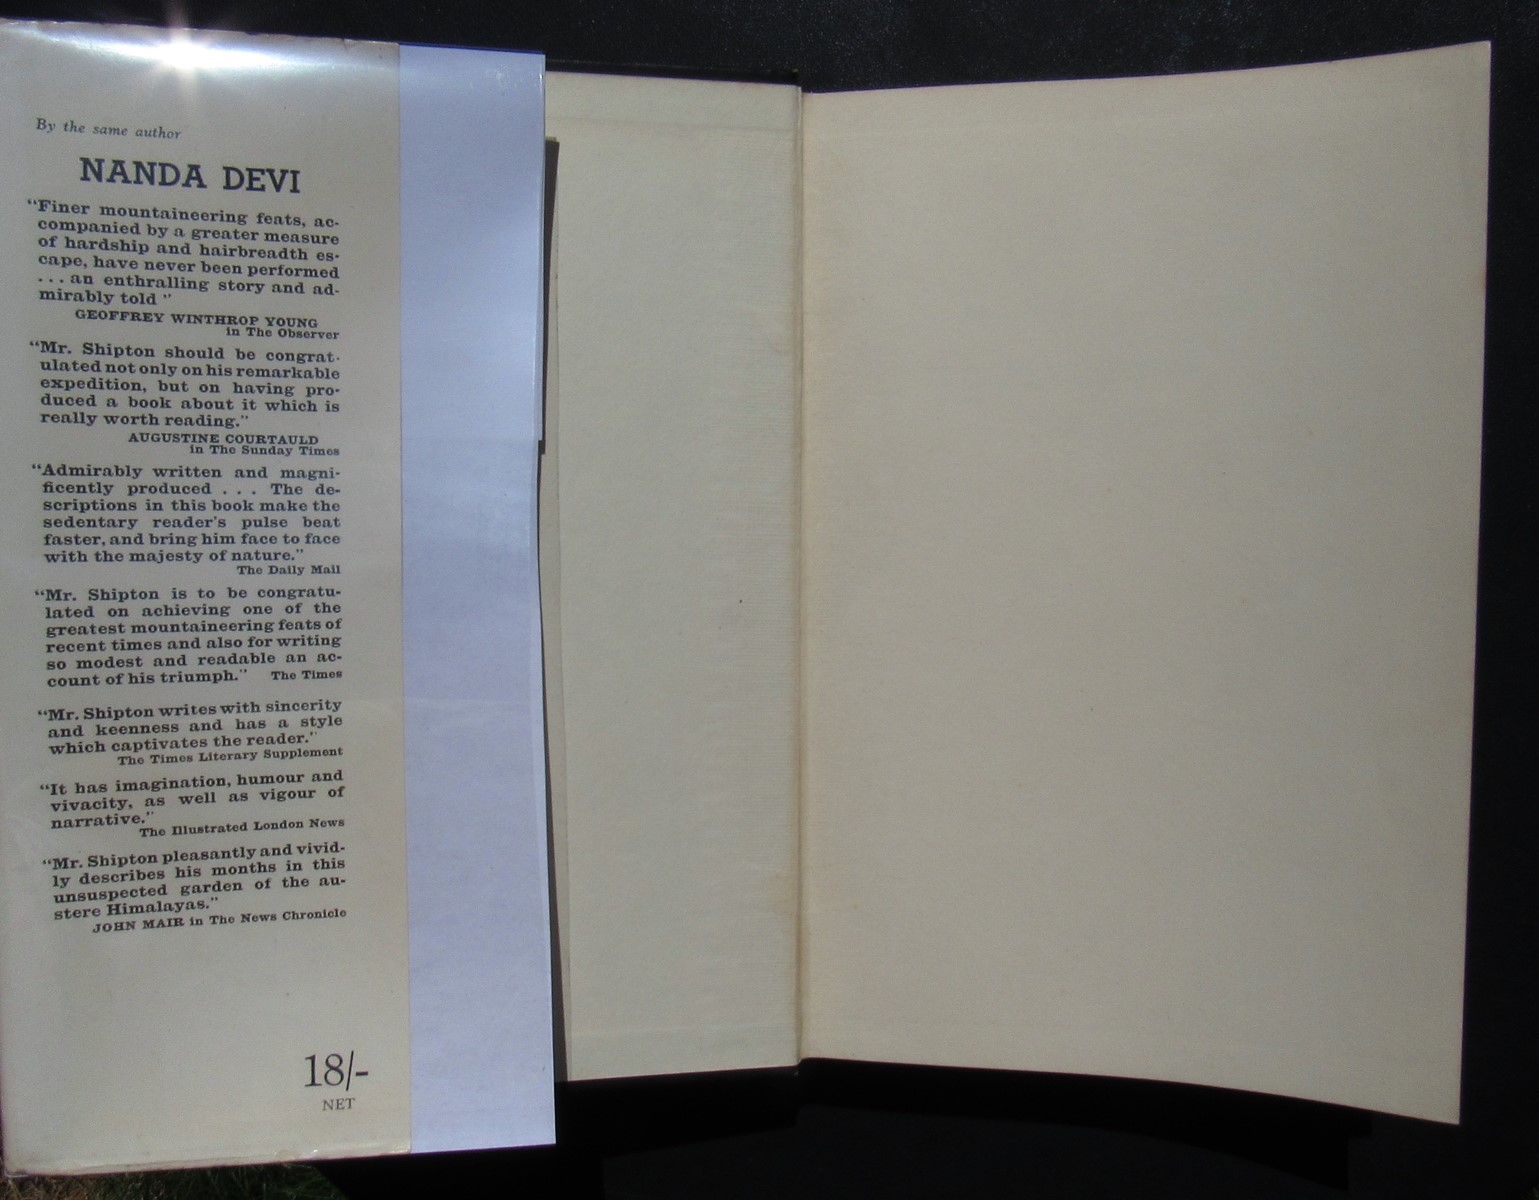 By the same author
NANDA DEVI
“Finer mountaineering feats, ac-
companied by a greater measure
of hardship and hairbreadth es-
cape, have never been performed
... an enthralling story and ad-
mirably told”
GEOFFREY WINTHROP YOUNG
in The Observer
“Mr. Shipton should be congrat-
ulated not only on his remarkable
expedition, but on having pro-
duced a book about it which is
really worth reading.”
AUGUSTINE COURTAULD
in The Sunday Times
“Admirably written and magni-
ficently produced . . . The de-
scriptions in this book make the
sedentary reader's pulse beat
faster, and bring him face to face
with the majesty of nature.”
The Daily Mail
“Mr. Shipton is to be congratu-
lated on achieving one of the
greatest mountaineering feats of
recent times and also for writing
so modest and readable an ac-
count of his triumph.” The Times
“Mr. Shipton writes with sincerity
and keenness and has a style
which captivates the reader.”
The Times Literary Supplement
“It has imagination, humour and
vivacity, as well as vigour of
narrative.”
The Illustrated London News
“Mr. Shipton pleasantly and vivid-
ly describes his months in this
unsuspected garden of the au-
stere Himalayas.”
JOHN MAIR in The News Chronicle
18/-
NET